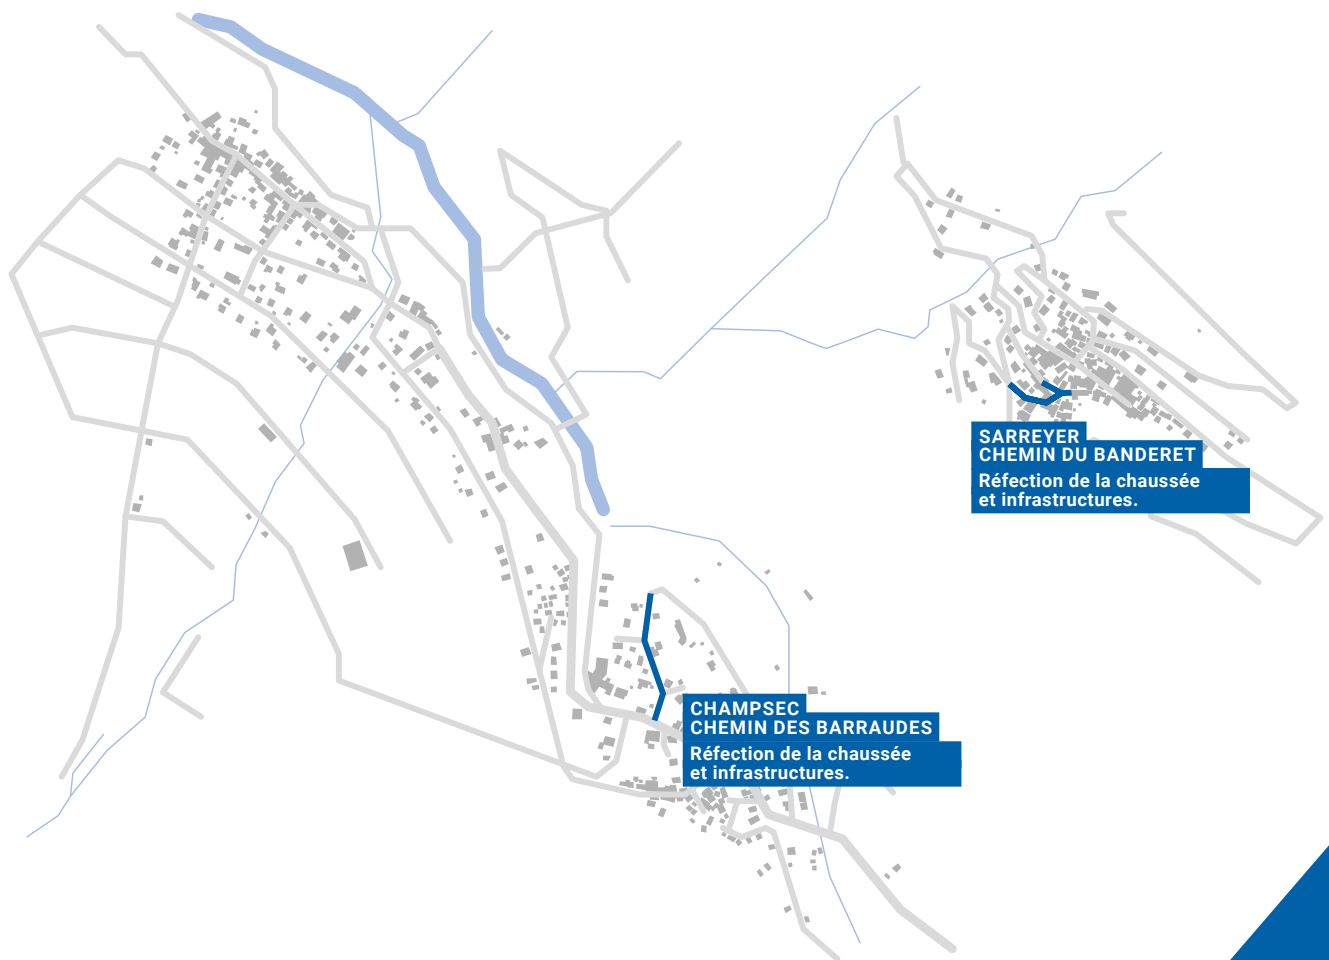 SARREYER
CHEMIN DU BANDERET
Réfection de la chaussée
et infrastructures.
CHAMPSEC
CHEMIN DES BARRAUDES
Réfection de la chaussée
et infrastructures.